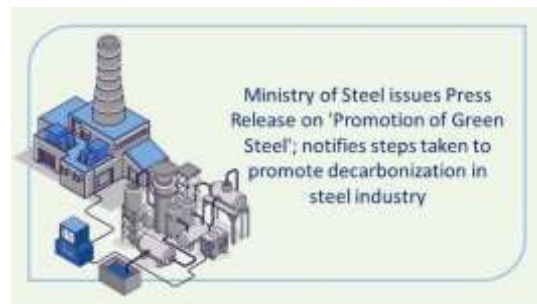 Ministry of Steel issues Press
Release on 'Promotion of Green
Steel'; notifies steps taken to
promote decarbonization in
steel industry